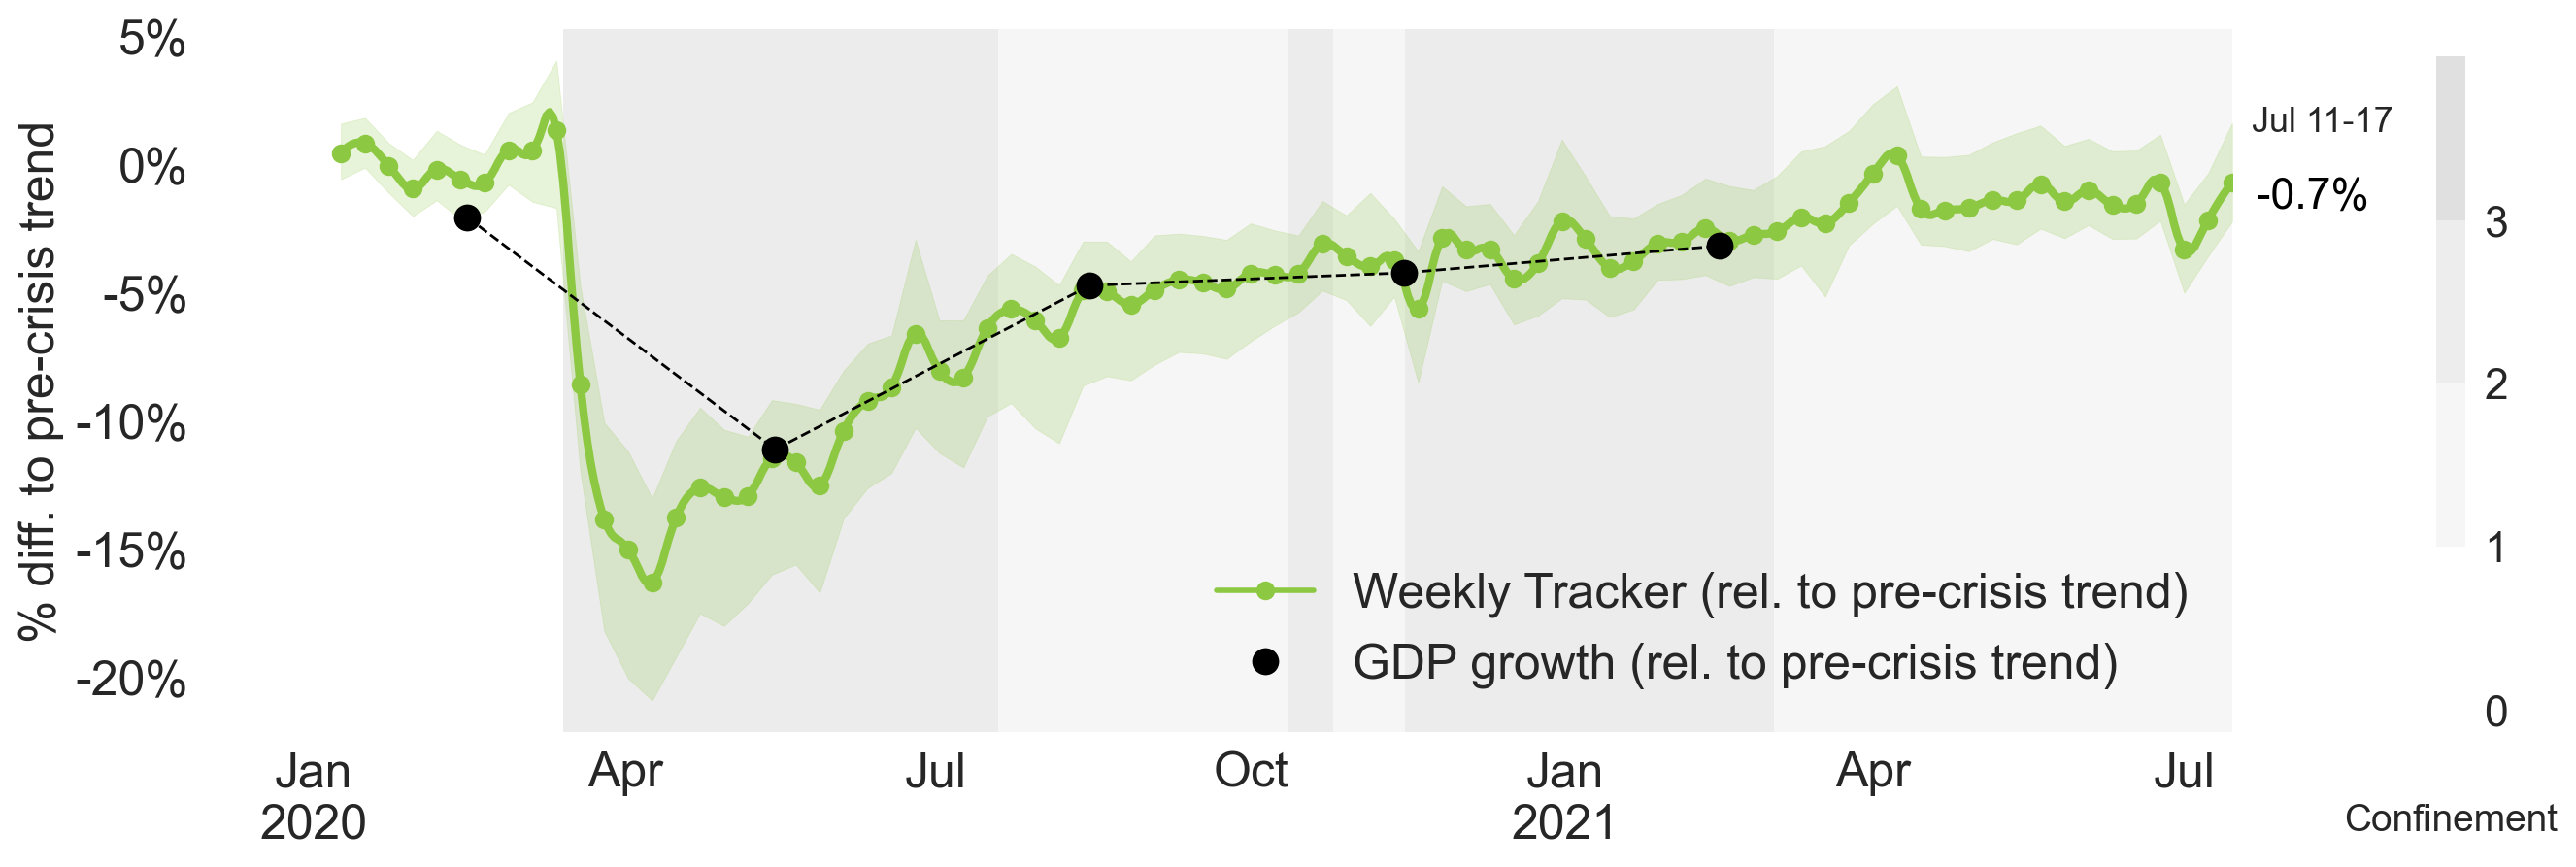 % diff. to pre-crisis trend
5%
0%
-5%
-10%
-15%
-20%
Jul 11-17
-0.7%
Weekly Tracker (rel. to pre-crisis trend)
GDP growth (rel. to pre-crisis trend)
3
2
1
0
Jan Apr Jul Oct Jan Apr Jul
2020 2021
Confinement